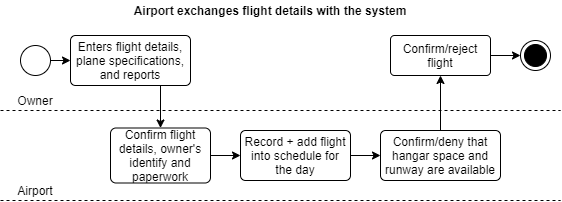 Airport exchanges flight details with the system
Enters flight details,
plane specifications,
and reports
Confirm/reject
flight
Owner
Confirm flight
details, owner's
identify and
paperwork
Record + add flight
into schedule for
the day
Confirm/deny that
hangar space and
runway are available
Airport